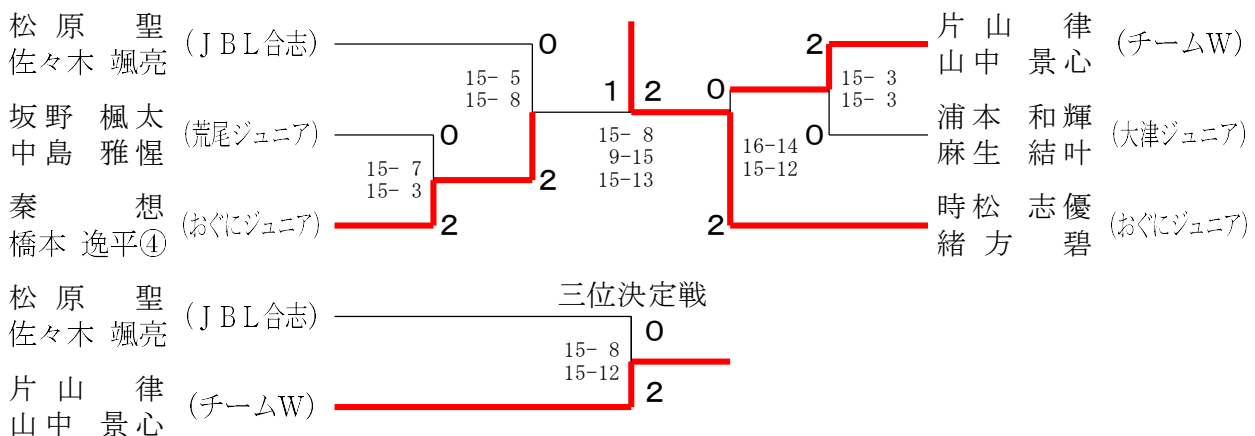 松原 聖
佐々木 颯亮
(JBL合志)
0
15- 5
15- 8
坂野 楓太
中島 雅惺
(荒尾ジュニア)
0
15- 7
15- 3
2
秦 想
橋本 逸平④
(おぐにジュニア)
2
1 2
15- 8
9-15
15-13
片山 律
山中 景心
(チームW)
2
15- 3
15- 3
0
浦本 和輝
麻生 結叶
(大津ジュニア)
0
16-14
15-12
時松 志優
緒方 碧
(おぐにジュニア)
2
三位決定戦
松原 聖
佐々木 颯亮
(JBL合志)
0
15- 8
15-12
片山 律
山中 景心
(チームW)
2